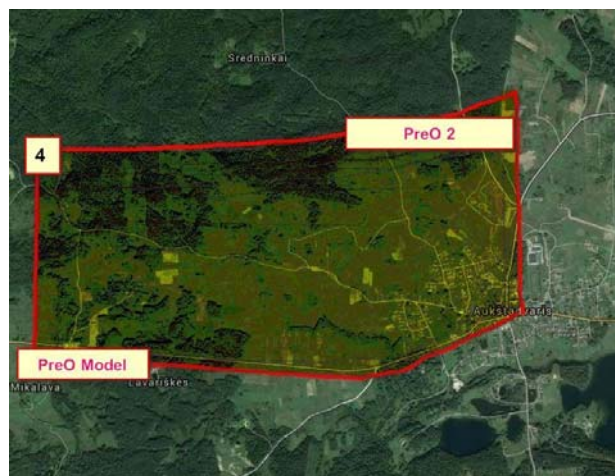 Sredninkai
PreO 2
4
Aukštadvaris
PreO Model
Mikalava
Lavariškės